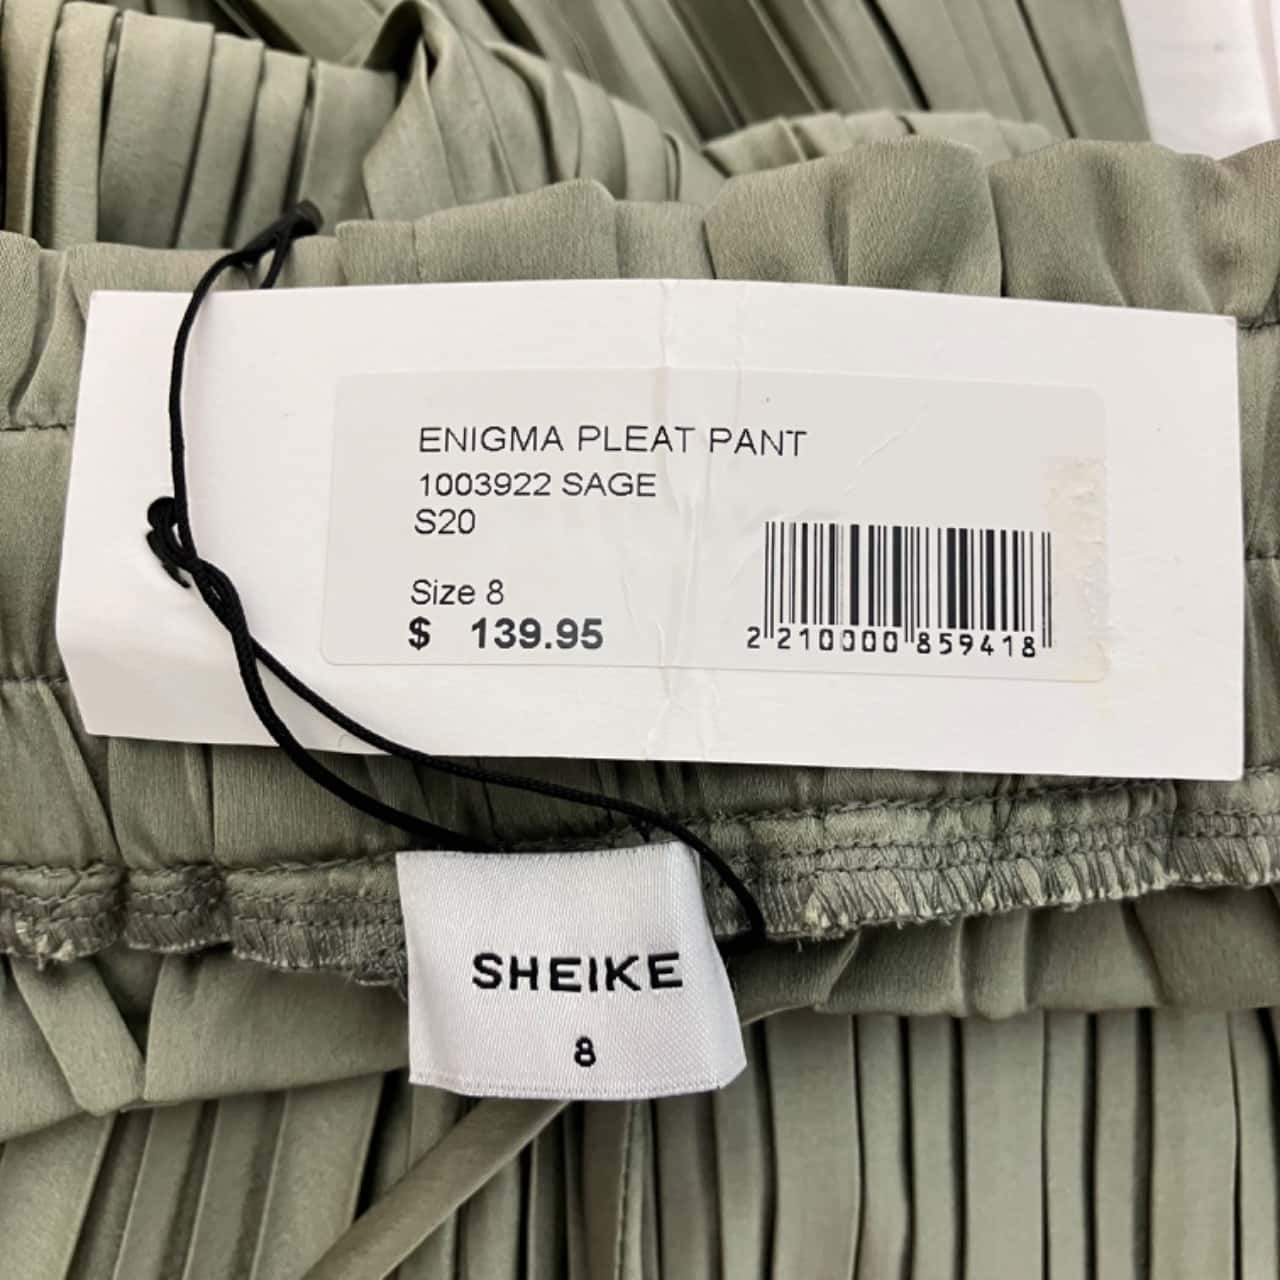 ENIGMA PLEAT PANT
1003922 SAGE
S20
Size 8
$ 139.95
2 210000 859418
SHEIKE
8